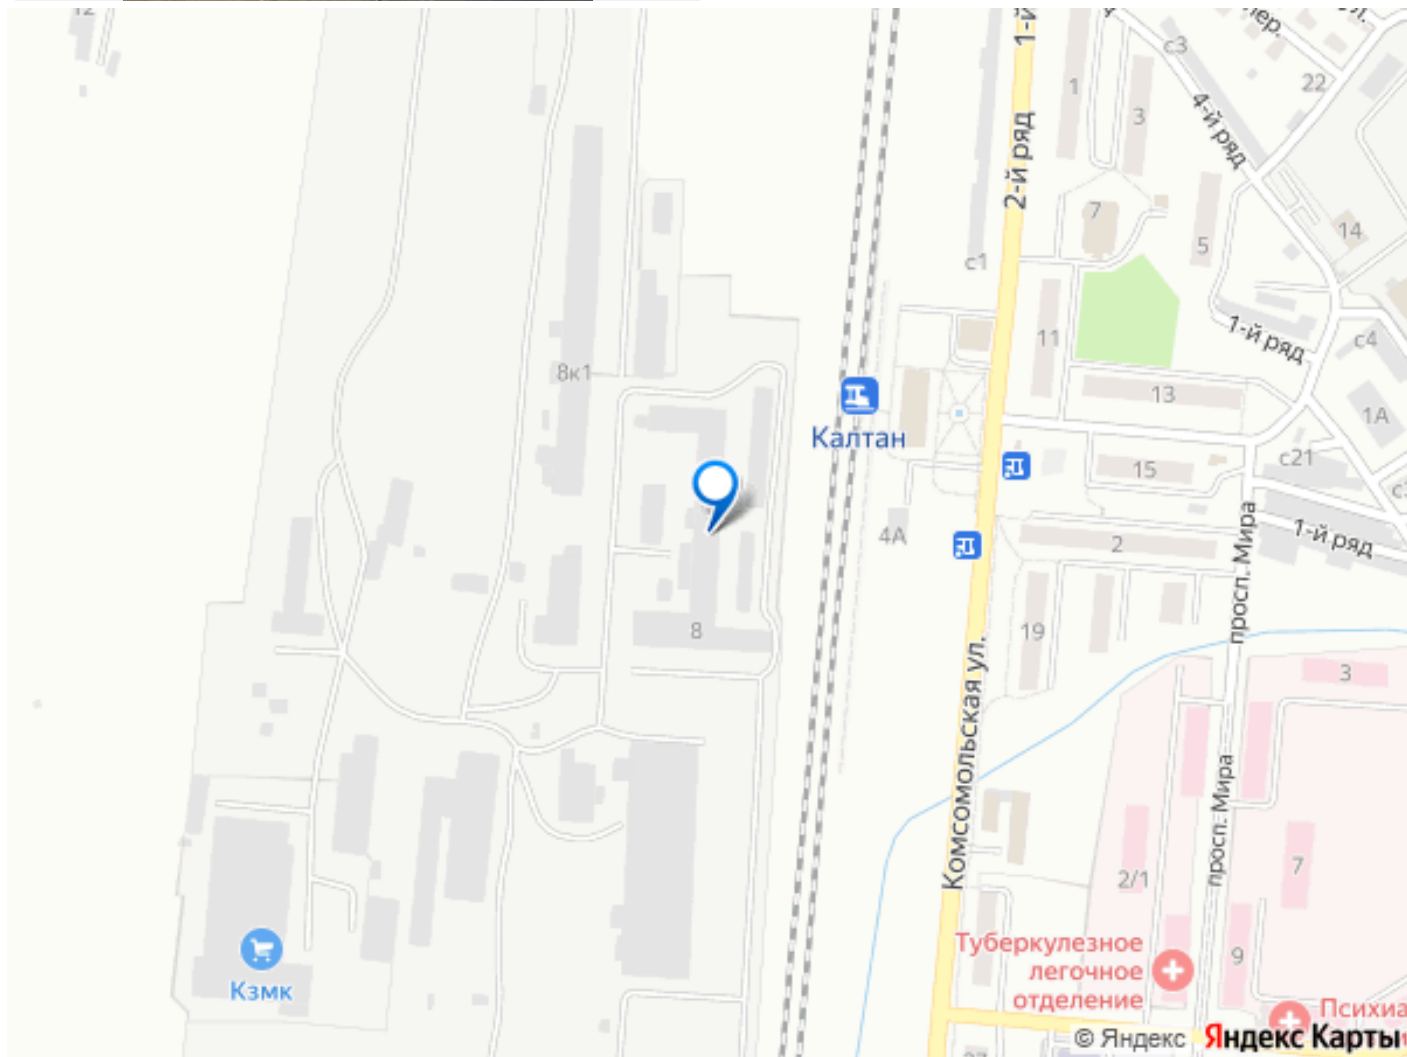 12
пер.
ул.
1-й
2-й ряд
с3
4-й ряд
22
1
3
7
5
14
с1
11
1-й ряд
с4
13
1А
8к1
Калтан
15
с21
4А
2
1-й ряд
просп. Мира
19
8
3
Комсомольская ул.
просп. Мира
7
2/1
9
Кзмк
Туберкулезное
легочное
отделение
Психиа
© Яндекс Яндекс Карты